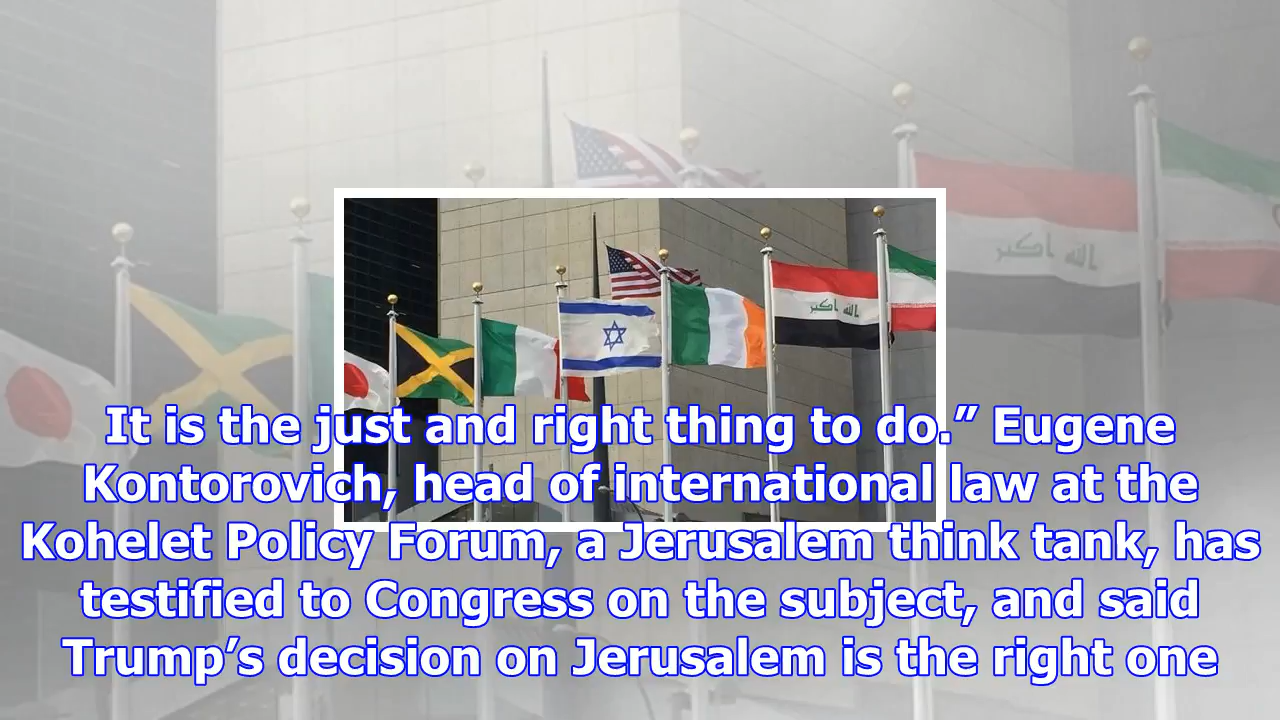 It is the just and right thing to do.” Eugene
Kontorovich, head of international law at the
Kohelet Policy Forum, a Jerusalem think tank, has
testified to Congress on the subject, and said
Trump’s decision on Jerusalem is the right one
الله اكبر